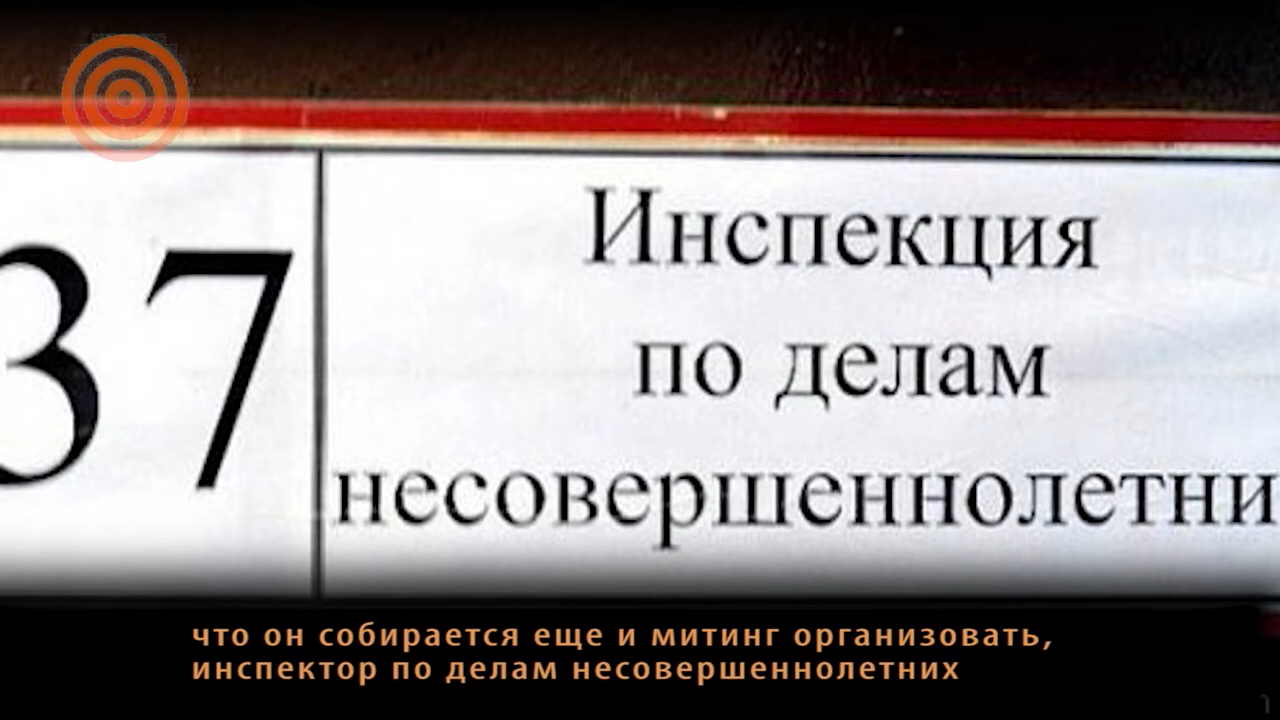 37
Инспекция
по делам
несовершеннолетни
что он собирается еще и митинг организовать,
инспектор по делам несовершеннолетних